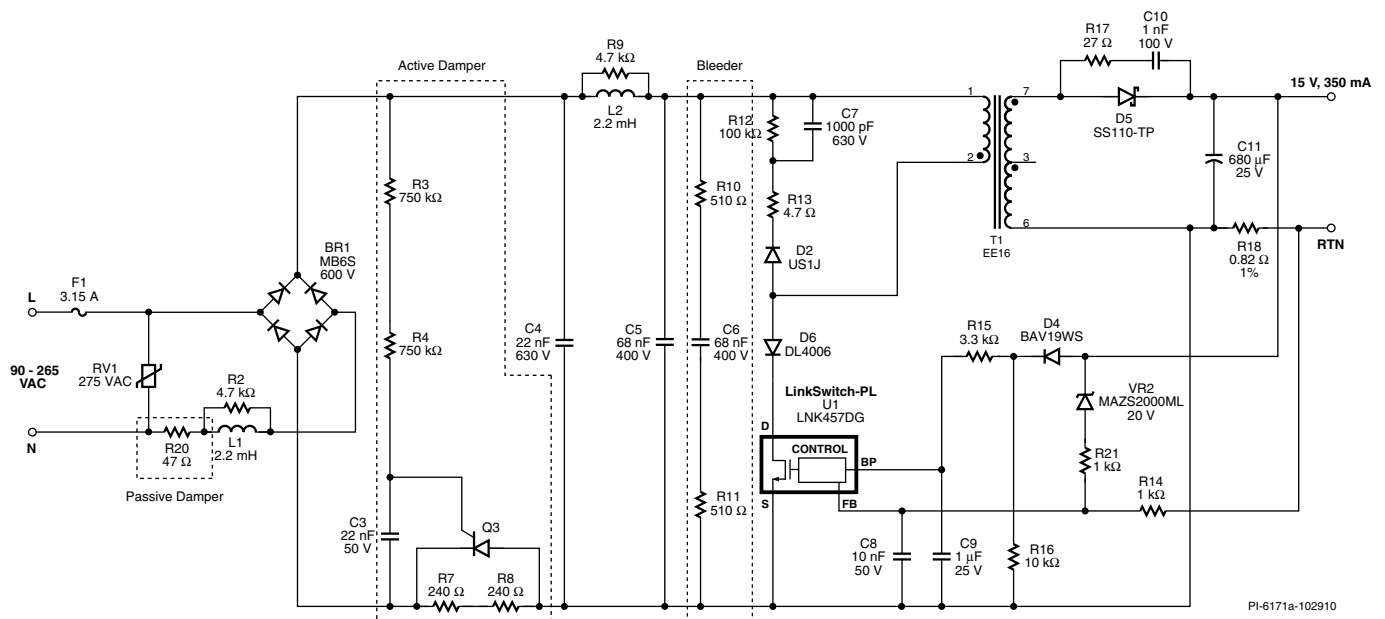 C10
1 nF
100 V
R17
27 Ω
R9
4.7 kΩ
Active Damper
Bleeder
15 V, 350 mA
L2
2.2 mH
R12
100 kΩ
C7
1000 pF
630 V
1
2
7
3
6
D5
SS110-TP
C11
680 µF
25 V
R3
750 kΩ
R10
510 Ω
R13
4.7 Ω
D2
US1J
T1
EE16
R18
0.82 Ω
1%
RTN
BR1
MB6S
600 V
F1
3.15 A
L
R4
750 kΩ
C4
22 nF
630 V
C5
68 nF
400 V
C6
68 nF
400 V
D6
DL4006
R15
3.3 kΩ
D4
BAV19WS
90 - 265
VAC
RV1
275 VAC
R2
4.7 kΩ
LinkSwitch-PL
U1
LNK457DG
VR2
MAZS2000ML
20 V
N
R20
47 Ω
L1
2.2 mH
D
CONTROL
BP
S
FB
R21
1 kΩ
R14
1 kΩ
Passive Damper
R11
510 Ω
C3
22 nF
50 V
Q3
C8
10 nF
50 V
C9
1 µF
25 V
R16
10 kΩ
R7
240 Ω
R8
240 Ω
PI-6171a-102910